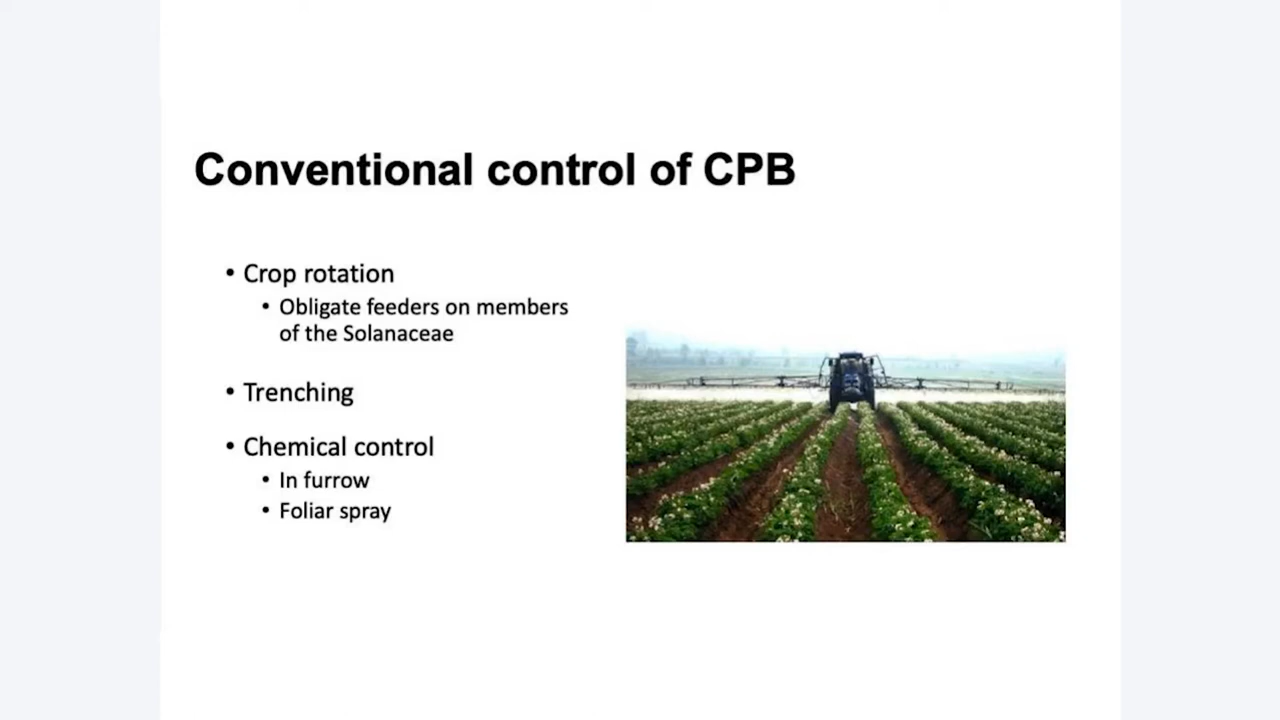 Conventional control of CPB
• Crop rotation
• Obligate feeders on members
of the Solanaceae
• Trenching
• Chemical control
• In furrow
• Foliar spray